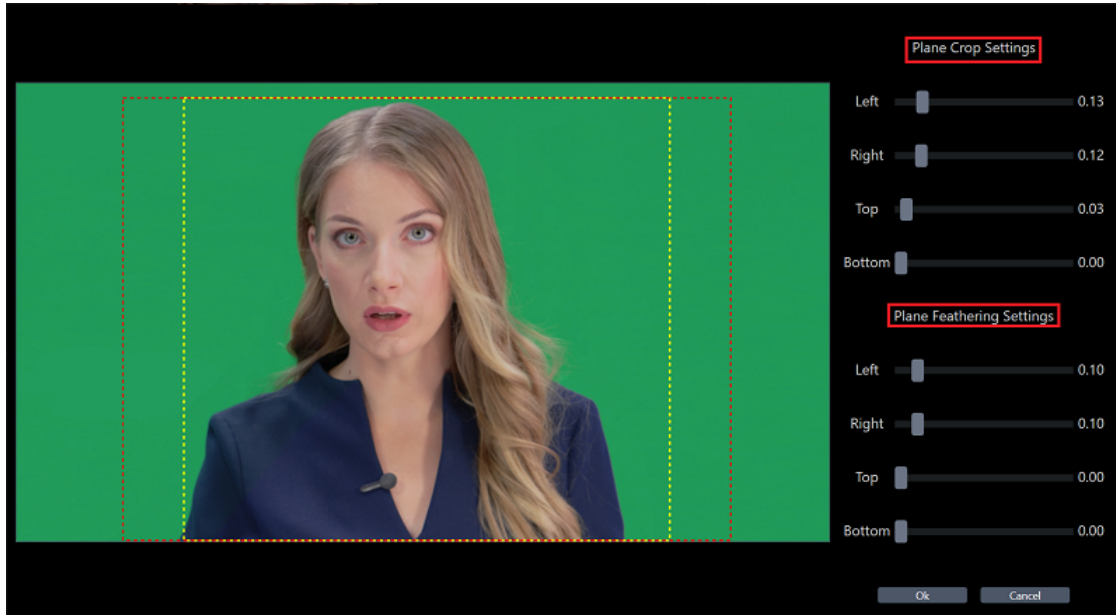 Plane Crop Settings
Left 0.13
Right 0.12
Top 0.03
Bottom 0.00
Plane Feathering Settings
Left 0.10
Right 0.10
Top 0.00
Bottom 0.00
Ok Cancel